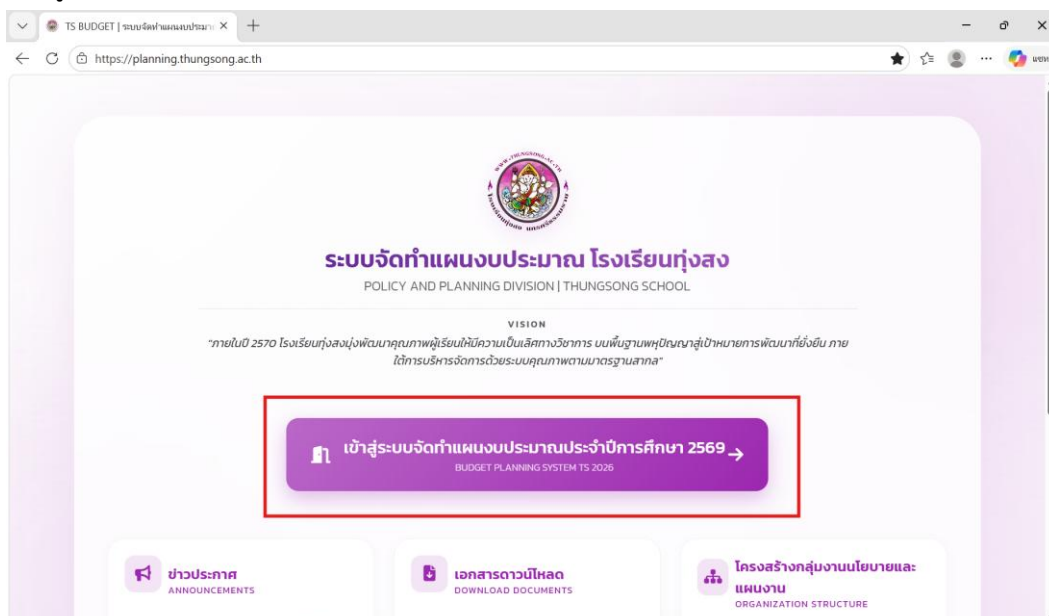 TS BUDGET | ระบบจัดทำแผนงบประมา
https://planning.thungsong.ac.th
WWW.THUNGSONG.AC.TH
ระบบจัดทำแผนงบประมาณ โรงเรียนทุ่งสง
POLICY AND PLANNING DIVISION | THUNGSONG SCHOOL
VISION
"ภายในปี 2570 โรงเรียนทุ่งสงมุ่งพัฒนาคุณภาพผู้เรียนให้มีความเป็นเลิศทางวิชาการ บนพื้นฐานพหุปัญญาสู่เป้าหมายการพัฒนาที่ยั่งยืน ภาย
ใต้การบริหารจัดการด้วยระบบคุณภาพตามมาตรฐานสากล"
เข้าสู่ระบบจัดทำแผนงบประมาณประจำปีการศึกษา 2569
BUDGET PLANNING SYSTEM TS 2026
ข่าวประกาศ
ANNOUNCEMENTS
เอกสารดาวน์โหลด
DOWNLOAD DOCUMENTS
โครงสร้างกลุ่มงานนโยบายและ
แผนงาน
ORGANIZATION STRUCTURE